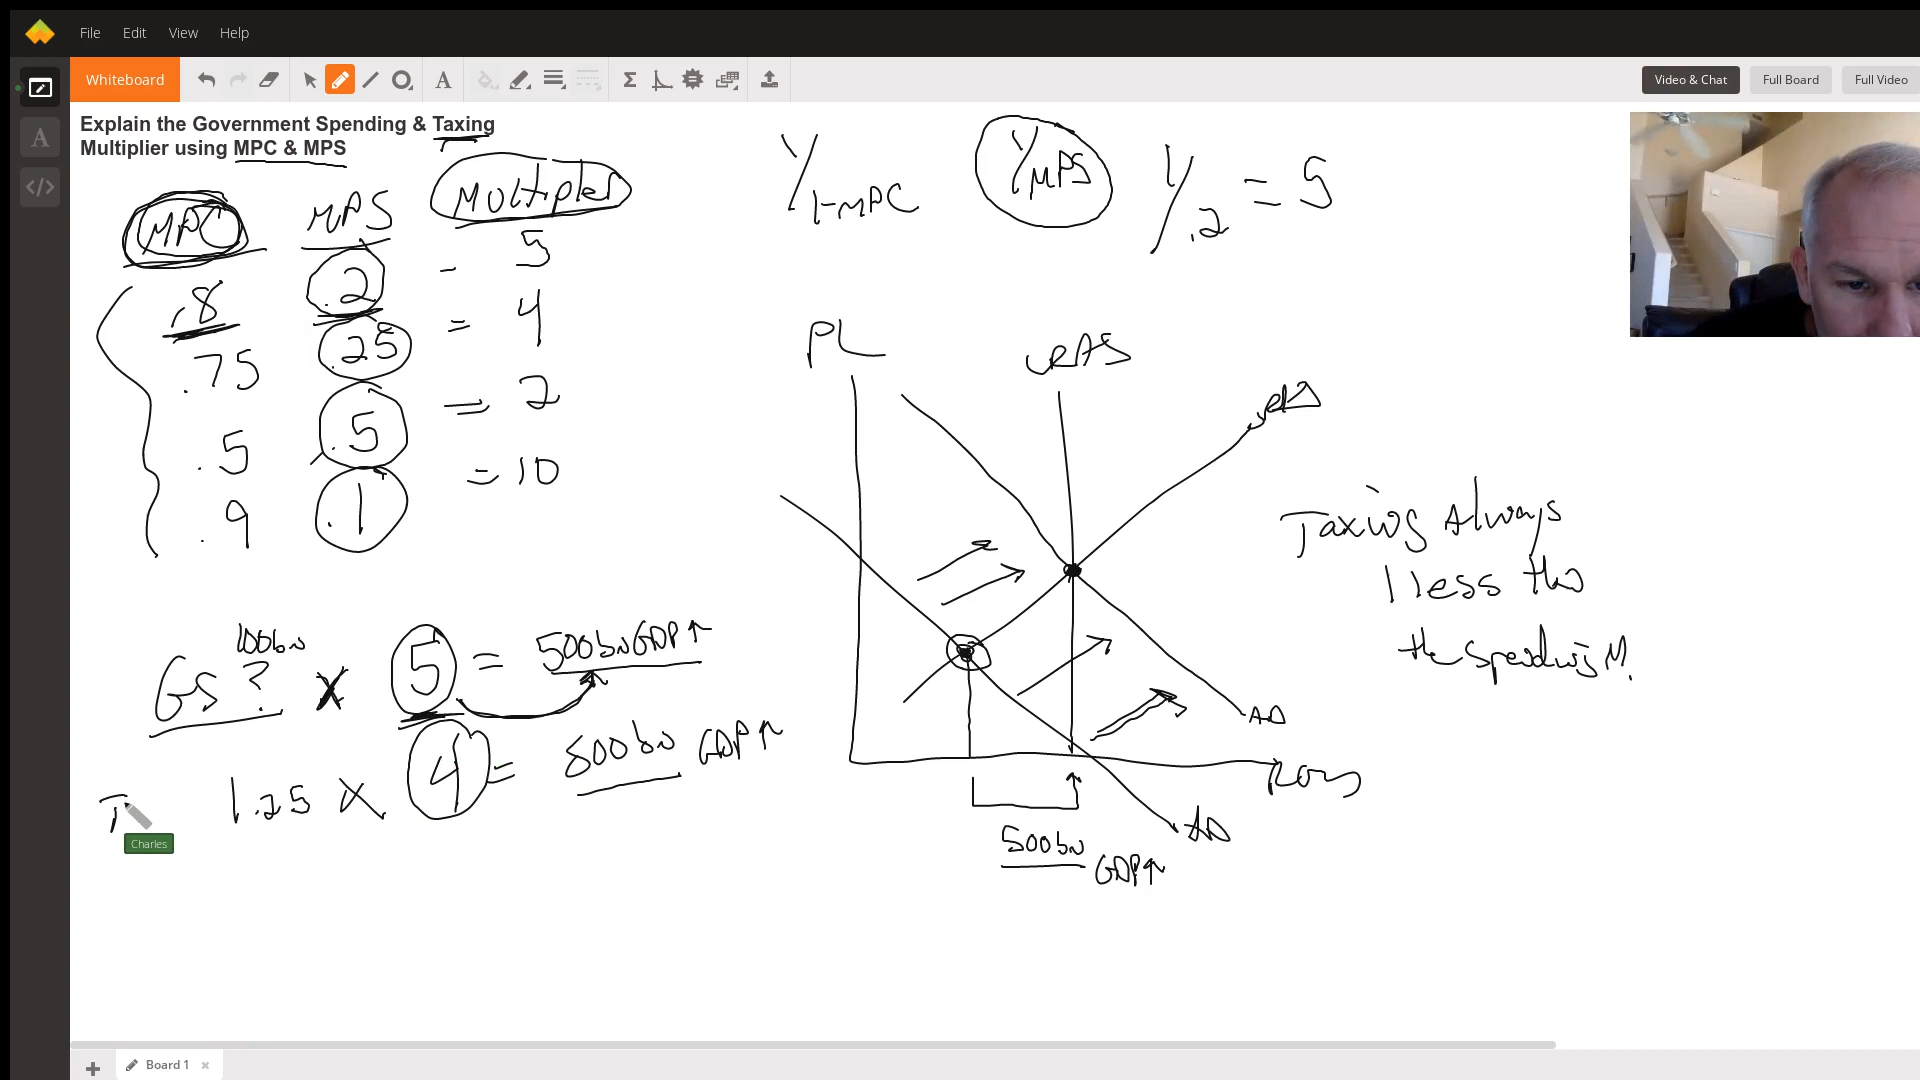 File Edit View Help
Whiteboard
A
Σ
Video & Chat Full Board Full Video
A
</>
Explain the Government Spending & Taxing
Multiplier using MPC & MPS
MPC MPS Multiplier
.8 .2 - 5
.75 .25 = 4
.5 .5 = 2
.9 .1 = 10
1/1-MPC
1/MPS
1/.2 = 5
PL
LRAS
SRAS
AD
AD
RGDP
500bn
GDP↑
Taxing Always
1 less than
the Spending M.
100bn
GS ? x 5 = 500bn GDP↑
T 1.25 x 4 = 500bn GDP↑
Charles
+ Board 1 ×